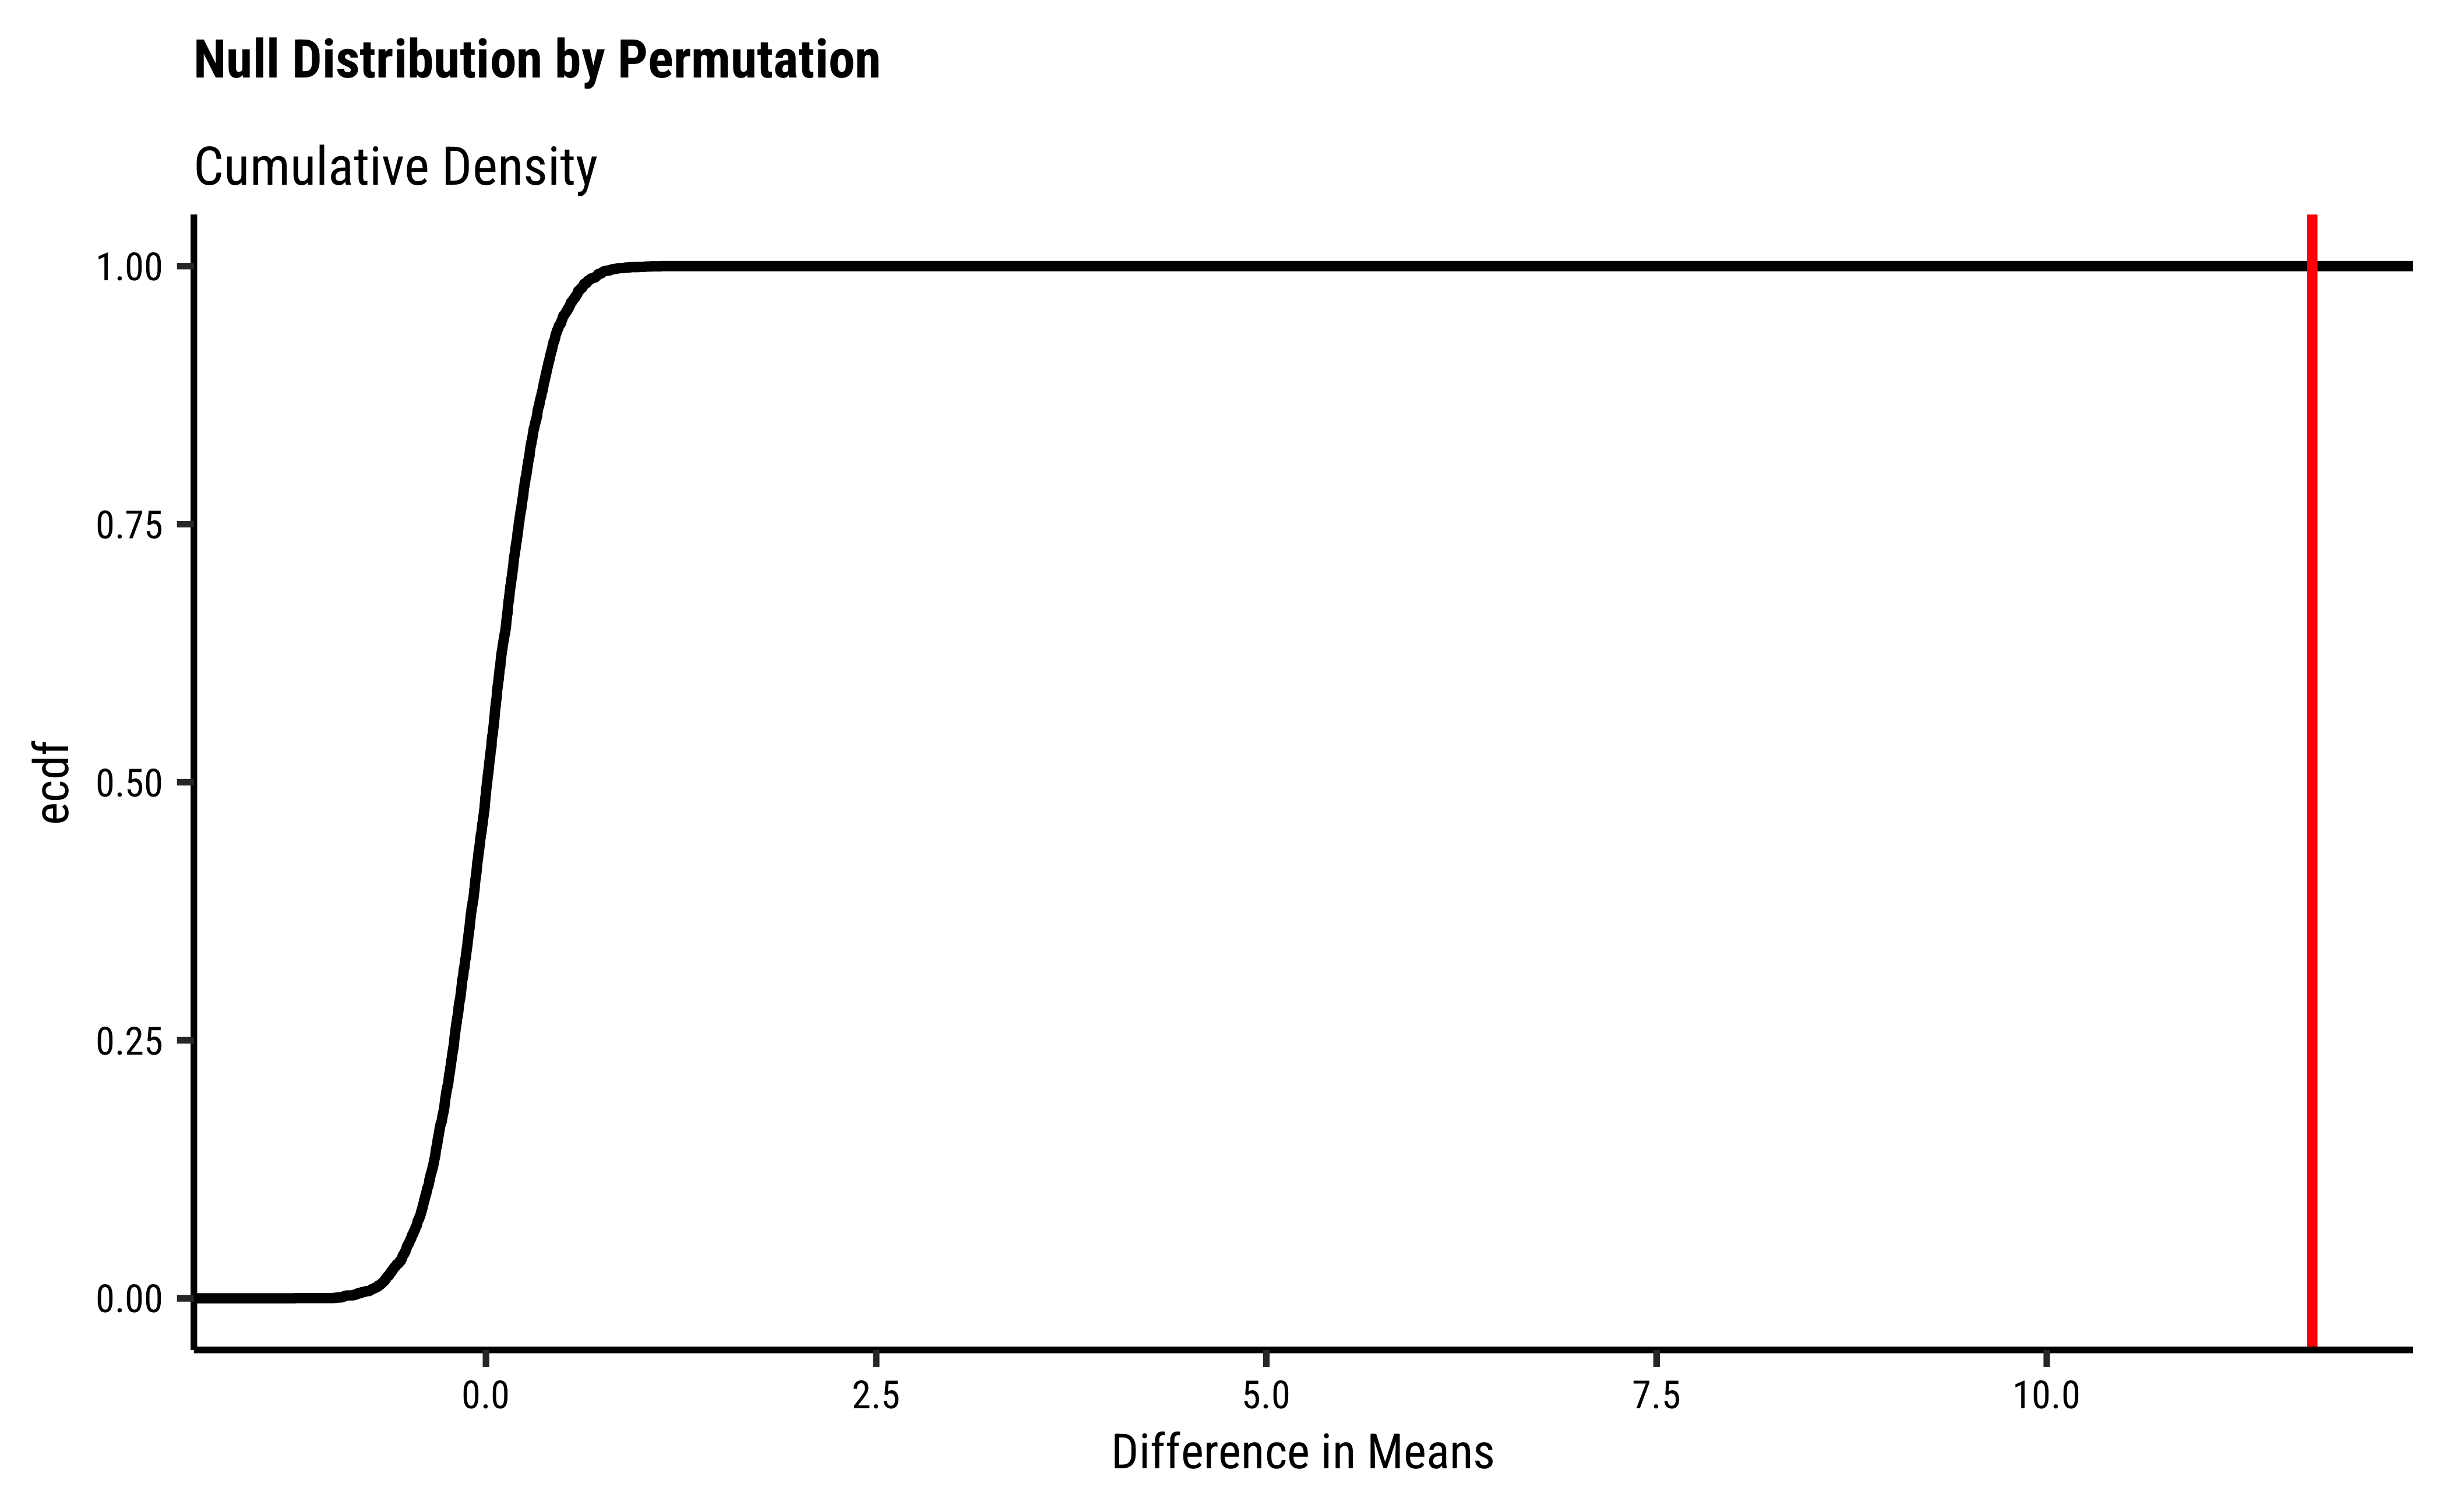 Null Distribution by Permutation
Cumulative Density
1.00
0.75
0.50
0.25
0.00
ecdf
0.0 2.5 5.0 7.5 10.0
Difference in Means